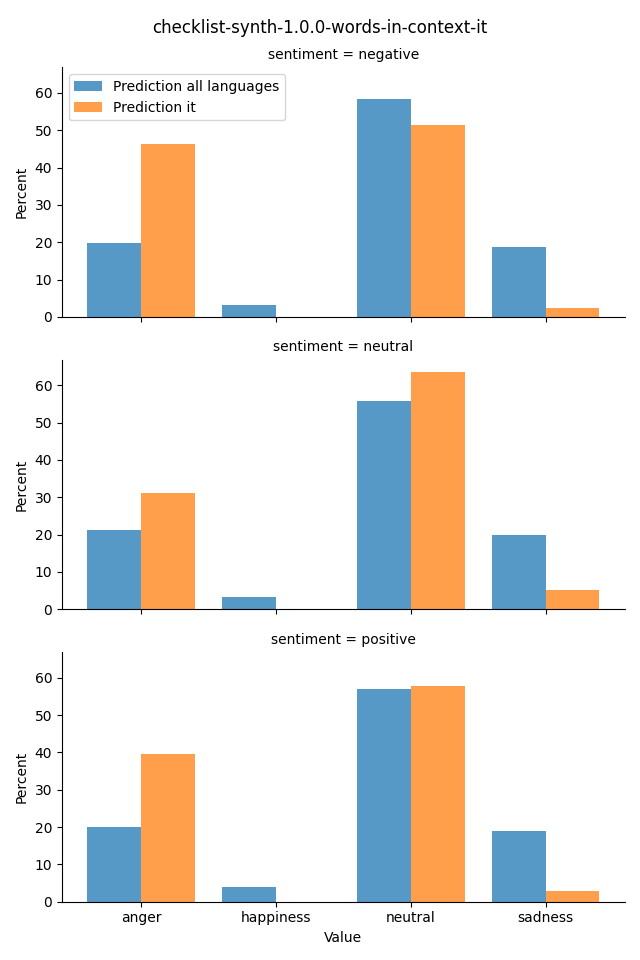 checklist-synth-1.0.0-words-in-context-it
sentiment = negative
Prediction all languages
Prediction it
60
50
40
30
20
10
0
Percent
sentiment = neutral
60
50
40
30
20
10
0
Percent
sentiment = positive
60
50
40
30
20
10
0
Percent
anger happiness neutral sadness
Value